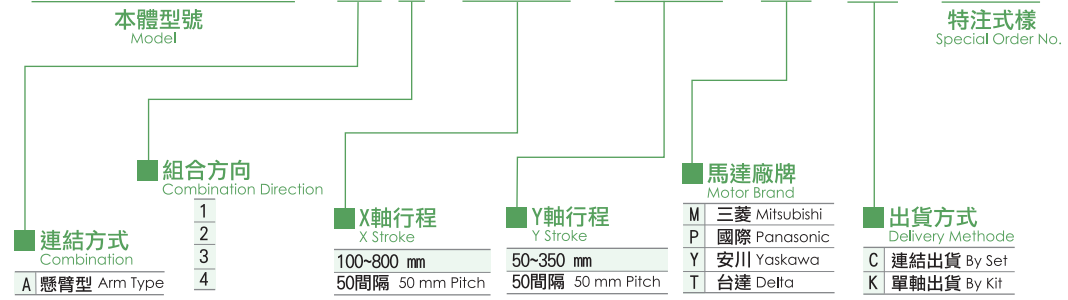 本體型號
Model
特注式樣
Special Order No.
組合方向
Combination Direction
1
2
3
4
連結方式
Combination
A 懸臂型 Arm Type
X軸行程
X Stroke
100~800 mm
50間隔 50 mm Pitch
Y軸行程
Y Stroke
50~350 mm
50間隔 50 mm Pitch
馬達廠牌
Motor Brand
M 三菱 Mitsubishi
P 國際 Panasonic
Y 安川 Yaskawa
T 台達 Delta
出貨方式
Delivery Methode
C 連結出貨 By Set
K 單軸出貨 By Kit